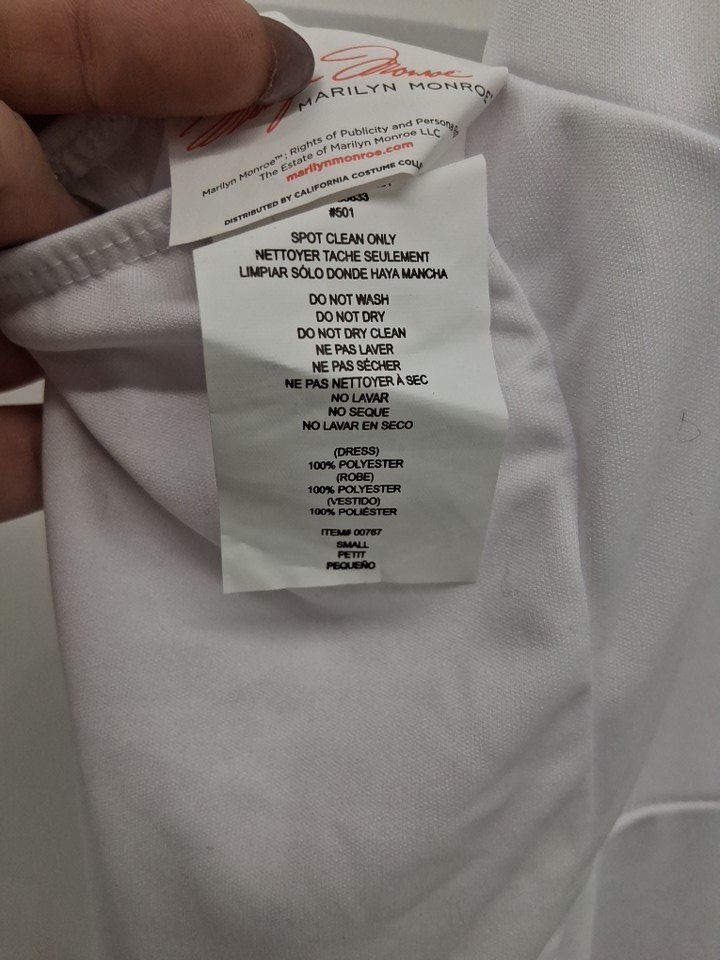 Monroe
MARILYN MONROE
Marilyn Monroe™; Rights of Publicity and Persona
The Estate of Marilyn Monroe LLC
marilynmonroe.com
DISTRIBUTED BY CALIFORNIA COSTUME
#501
SPOT CLEAN ONLY
NETTOYER TACHE SEULEMENT
LIMPIAR SÓLO DONDE HAYA MANCHA
DO NOT WASH
DO NOT DRY
DO NOT DRY CLEAN
NE PAS LAVER
NE PAS SÉCHER
NE PAS NETTOYER À SEC
NO LAVAR
NO SEQUE
NO LAVAR EN SECO
(DRESS)
100% POLYESTER
(ROBE)
100% POLYESTER
(VESTIDO)
100% POLIÉSTER
ITEM# 00767
SMALL
PETIT
PEQUEÑO